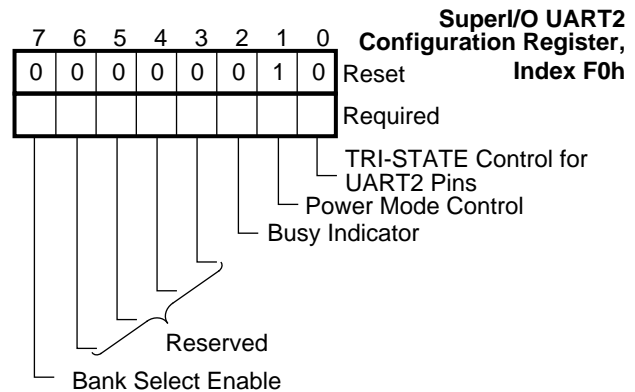 SuperI/O UART2
Configuration Register,
Index F0h
7 6 5 4 3 2 1 0
0 0 0 0 0 0 1 0 Reset
Required
TRI-STATE Control for
UART2 Pins
Power Mode Control
Busy Indicator
Reserved
Bank Select Enable